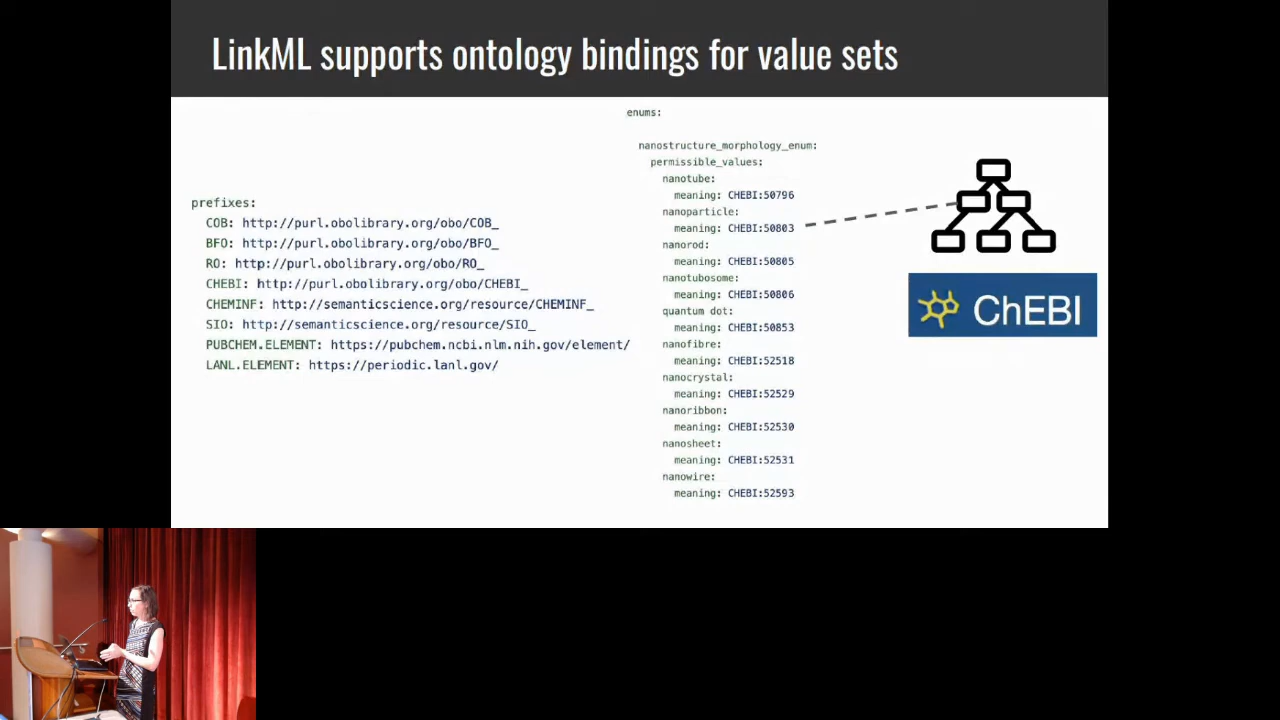 LinkML supports ontology bindings for value sets
prefixes:
COB: http://purl.obolibrary.org/obo/COB_
BFO: http://purl.obolibrary.org/obo/BFO_
RO: http://purl.obolibrary.org/obo/RO_
CHEBI: http://purl.obolibrary.org/obo/CHEBI_
CHEMINF: http://semanticscience.org/resource/CHEMINF_
SIO: http://semanticscience.org/resource/SIO_
PUBCHEM.ELEMENT: https://pubchem.ncbi.nlm.nih.gov/element/
LANL.ELEMENT: https://periodic.lanl.gov/
enums:
nanostructure_morphology_enum:
permissible_values:
nanotube:
meaning: CHEBI:50796
nanoparticle:
meaning: CHEBI:50803
nanorod:
meaning: CHEBI:50805
nanotubosome:
meaning: CHEBI:50806
quantum dot:
meaning: CHEBI:50853
nanofibre:
meaning: CHEBI:52518
nanocrystal:
meaning: CHEBI:52529
nanoribbon:
meaning: CHEBI:52530
nanosheet:
meaning: CHEBI:52531
nanowire:
meaning: CHEBI:52593
ChEBI